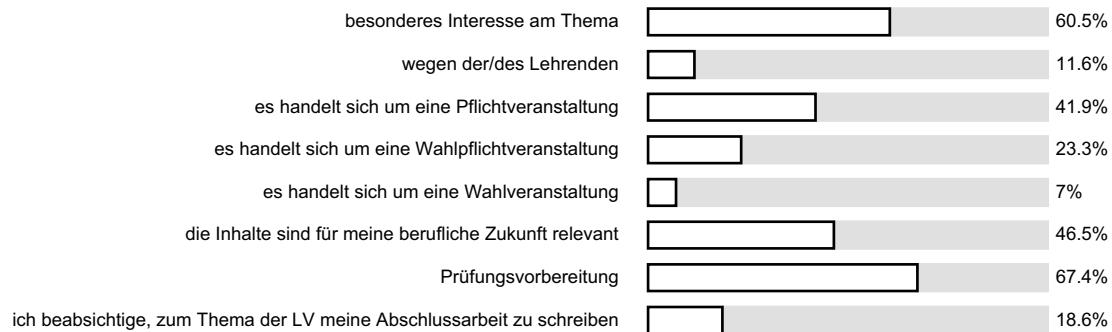 besonderes Interesse am Thema 60.5%
wegen der/des Lehrenden 11.6%
es handelt sich um eine Pflichtveranstaltung 41.9%
es handelt sich um eine Wahlpflichtveranstaltung 23.3%
es handelt sich um eine Wahlveranstaltung 7%
die Inhalte sind für meine berufliche Zukunft relevant 46.5%
Prüfungsvorbereitung 67.4%
ich beabsichtige, zum Thema der LV meine Abschlussarbeit zu schreiben 18.6%